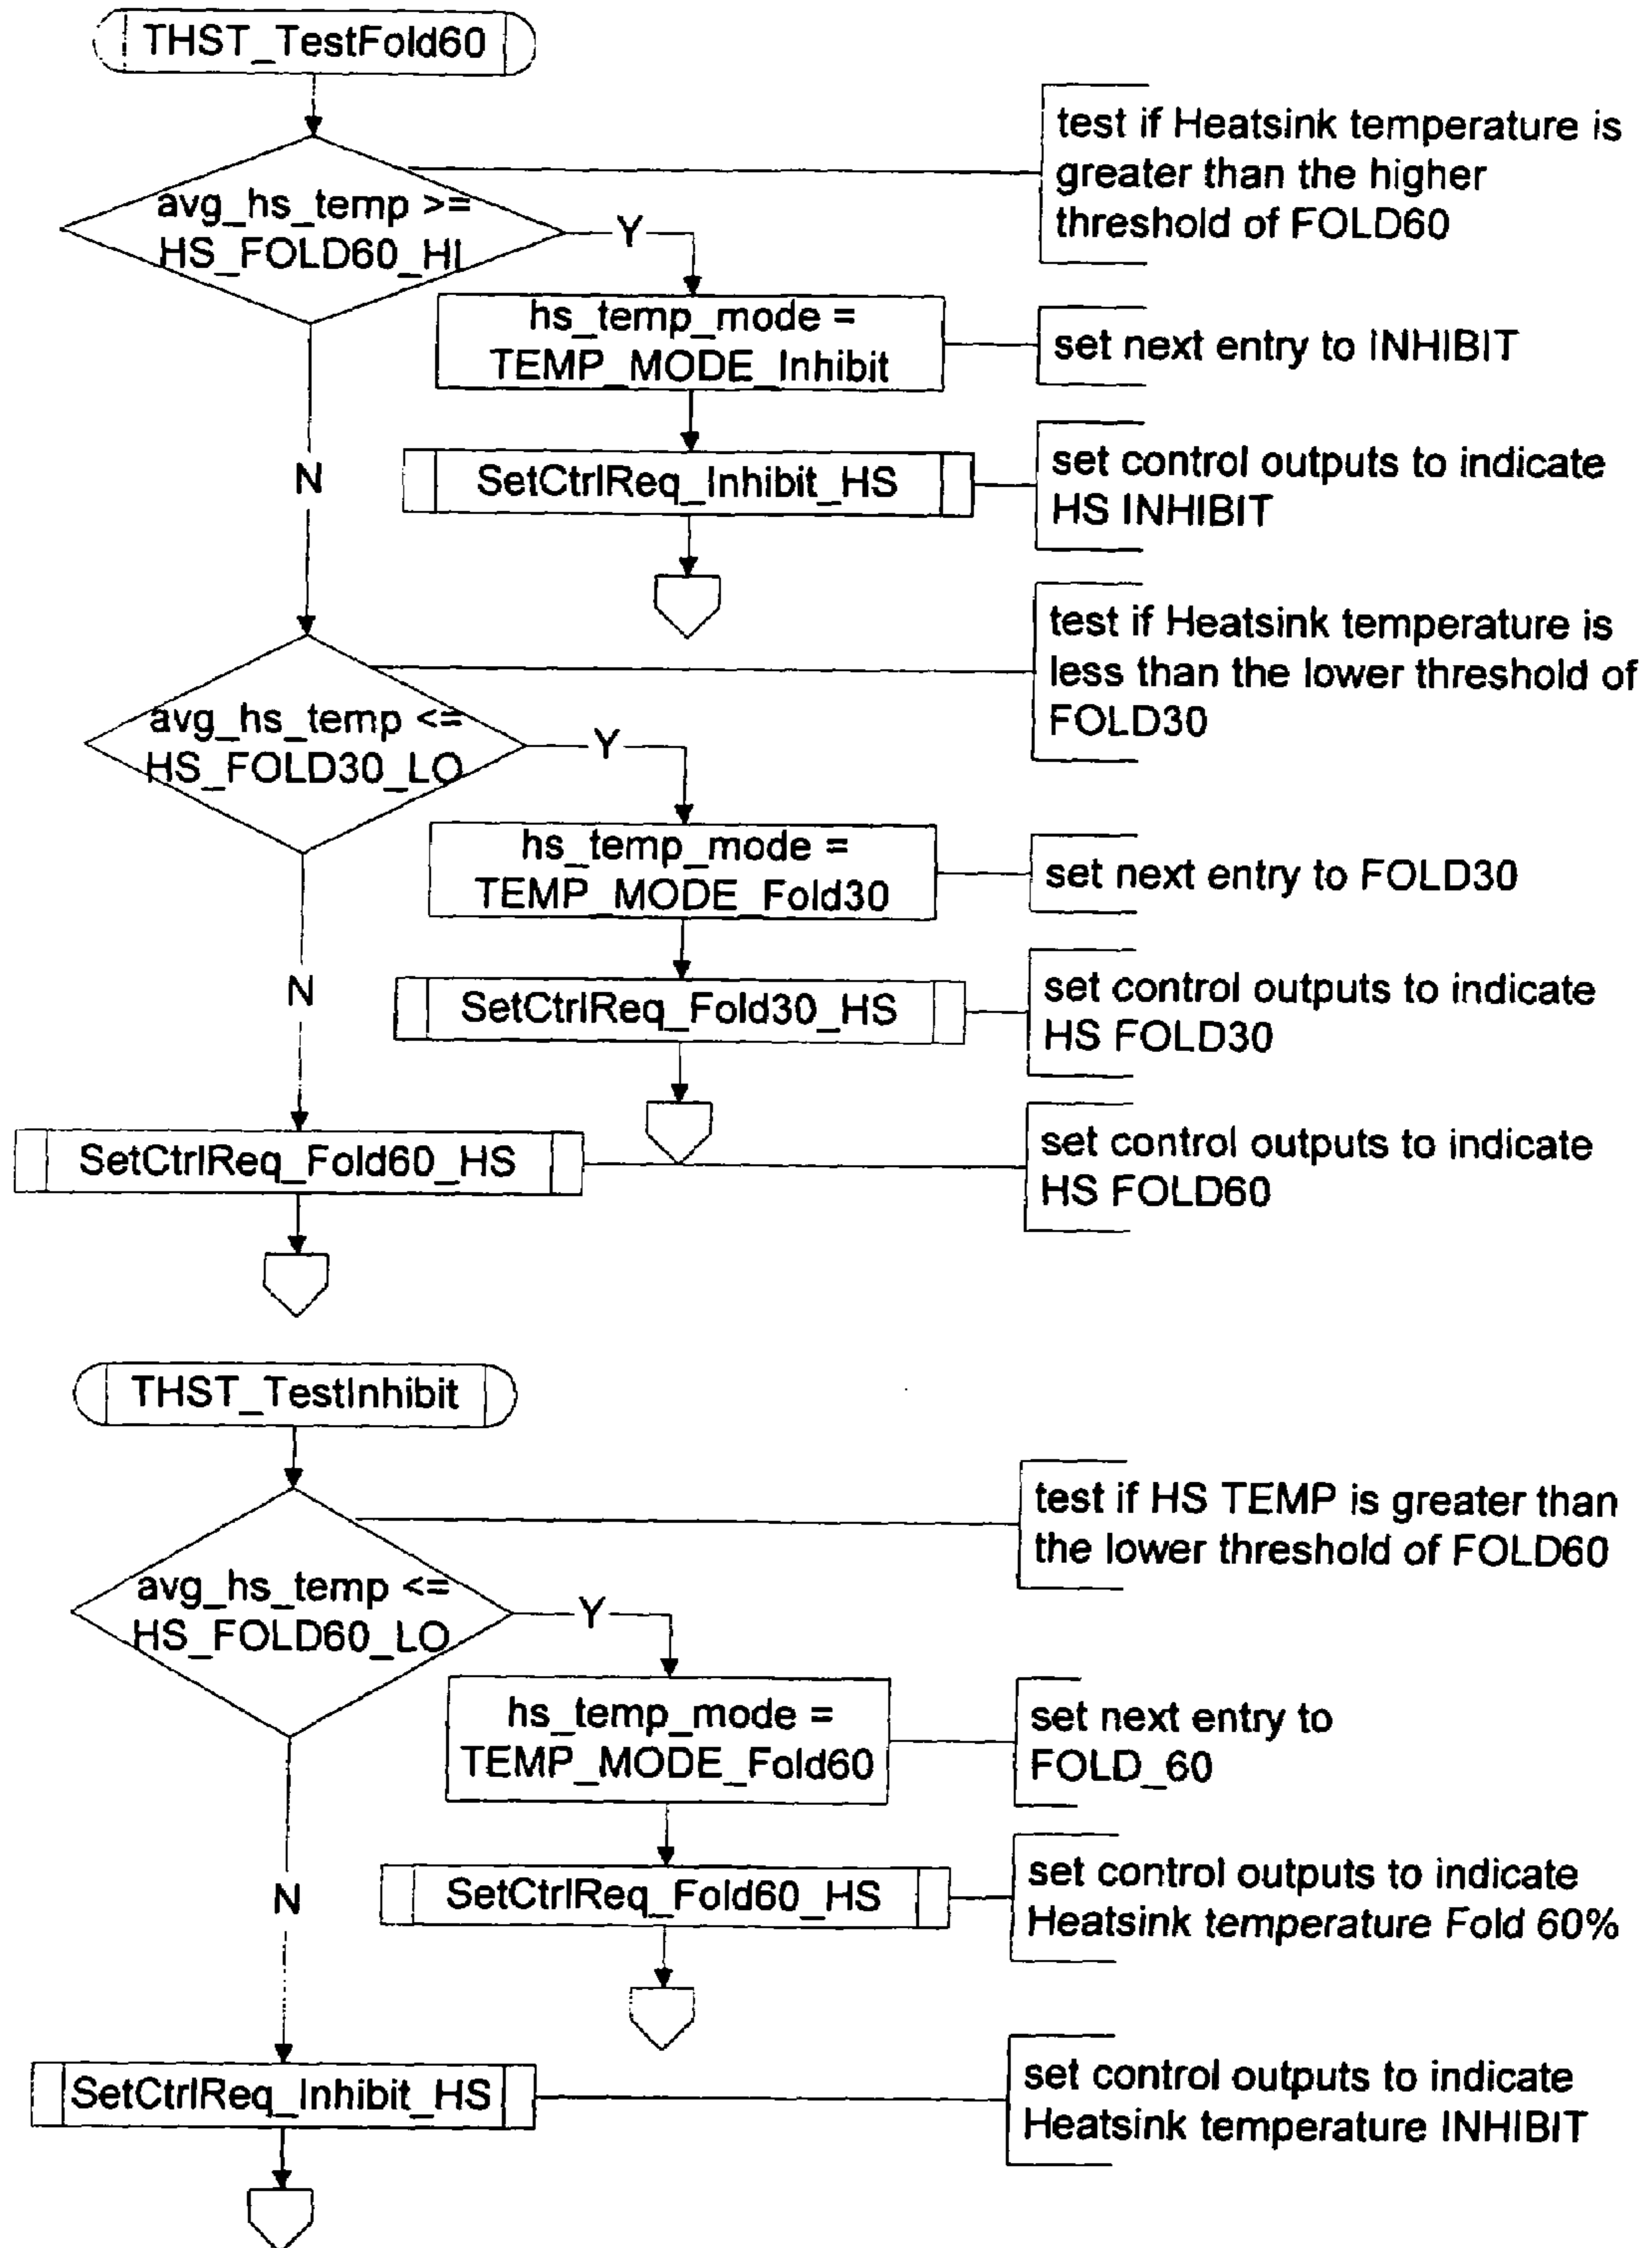 THST_TestFold60
test if Heatsink temperature is
greater than the higher
threshold of FOLD60
avg_hs_temp >=
HS_FOLD60_HI
Y
hs_temp_mode =
TEMP_MODE_Inhibit
set next entry to INHIBIT
N
SetCtrlReq_Inhibit_HS
set control outputs to indicate
HS INHIBIT
test if Heatsink temperature is
less than the lower threshold of
FOLD30
avg_hs_temp <=
HS_FOLD30_LO
Y
hs_temp_mode =
TEMP_MODE_Fold30
set next entry to FOLD30
N
SetCtrlReq_Fold30_HS
set control outputs to indicate
HS FOLD30
SetCtrlReq_Fold60_HS
set control outputs to indicate
HS FOLD60
THST_TestInhibit
test if HS TEMP is greater than
the lower threshold of FOLD60
avg_hs_temp <=
HS_FOLD60_LO
Y
hs_temp_mode =
TEMP_MODE_Fold60
set next entry to
FOLD_60
N
SetCtrlReq_Fold60_HS
set control outputs to indicate
Heatsink temperature Fold 60%
SetCtrlReq_Inhibit_HS
set control outputs to indicate
Heatsink temperature INHIBIT